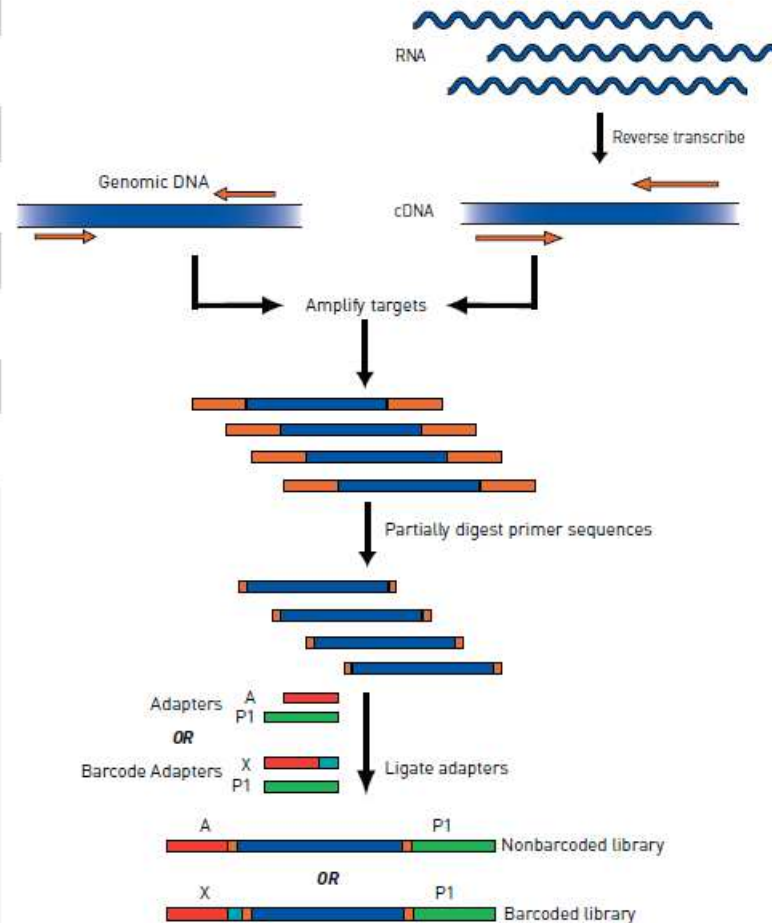 RNA
Reverse transcribe
Genomic DNA
cDNA
Amplify targets
Partially digest primer sequences
Adapters
A
P1
OR
Barcode Adapters
X
P1
Ligate adapters
A
P1
Nonbarcoded library
OR
X
P1
Barcoded library